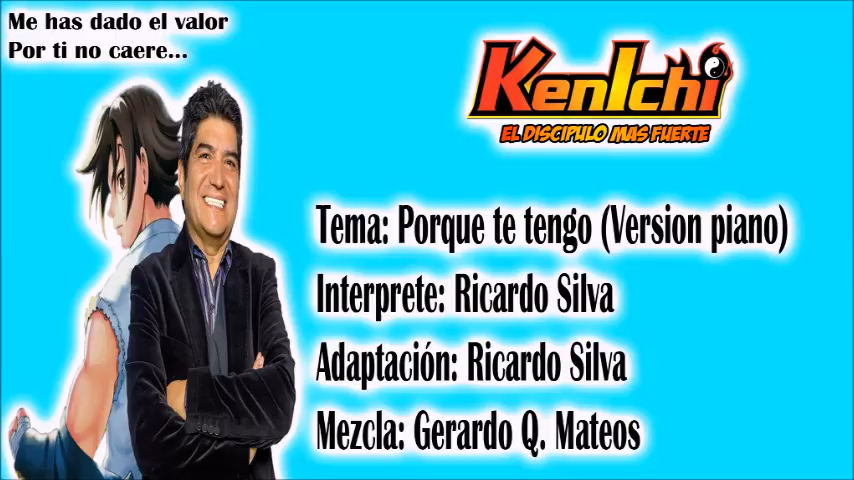 Me has dado el valor
Por ti no caere...
KenIchi
EL DISCIPULO MAS FUERTE
Tema: Porque te tengo (Version piano)
Interprete: Ricardo Silva
Adaptación: Ricardo Silva
Mezcla: Gerardo Q. Mateos